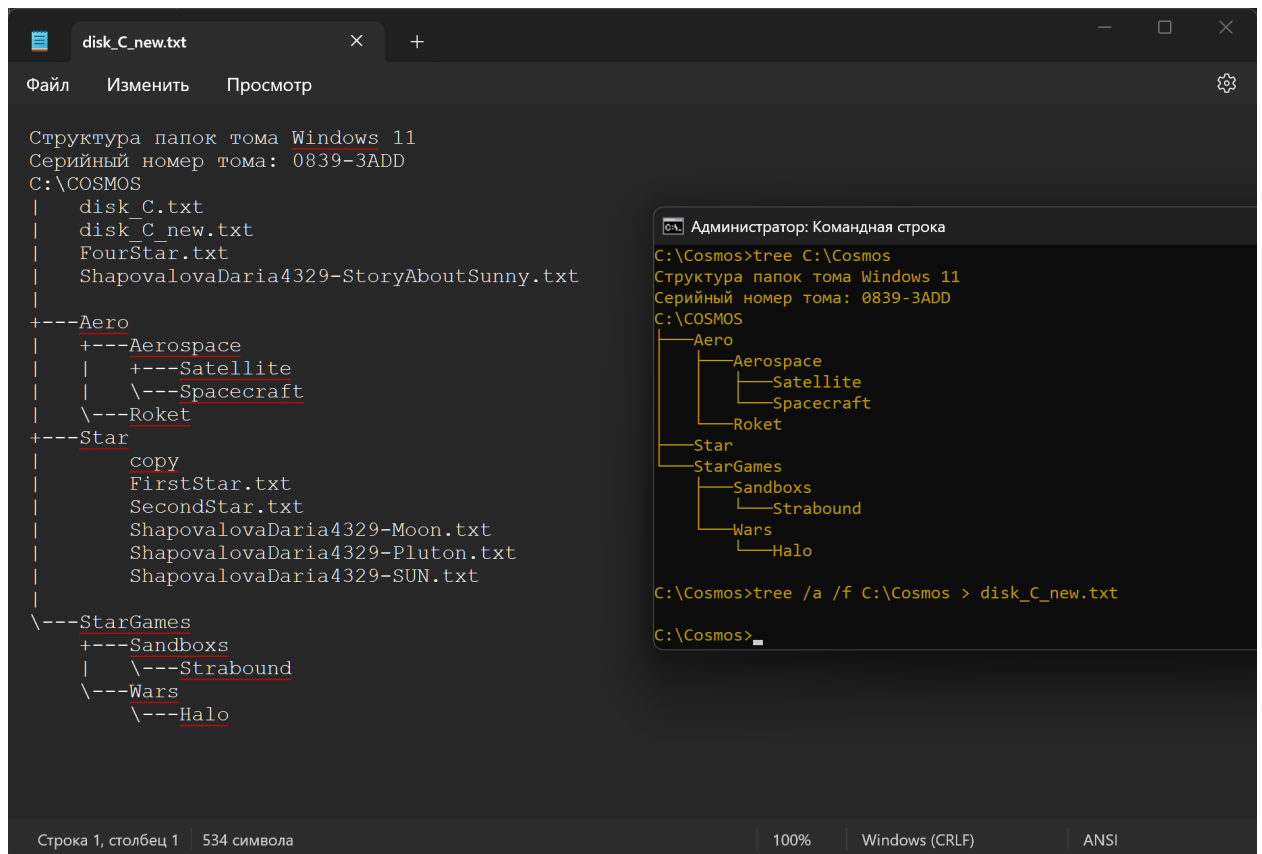 disk_C_new.txt
Файл Изменить Просмотр
Структура папок тома Windows 11
Серийный номер тома: 0839-3ADD
C:\COSMOS
|   disk_C.txt
|   disk_C_new.txt
|   FourStar.txt
|   ShapovalovaDaria4329-StoryAboutSunny.txt
|
+---Aero
|   +---Aerospace
|   |   +---Satellite
|   |   \---Spacecraft
|   \---Roket
+---Star
|       copy
|       FirstStar.txt
|       SecondStar.txt
|       ShapovalovaDaria4329-Moon.txt
|       ShapovalovaDaria4329-Pluton.txt
|       ShapovalovaDaria4329-SUN.txt
|
\---StarGames
    +---Sandboxs
    |   \---Strabound
    \---Wars
        \---Halo
Администратор: Командная строка
C:\Cosmos>tree C:\Cosmos
Структура папок тома Windows 11
Серийный номер тома: 0839-3ADD
C:\COSMOS
├───Aero
│   ├───Aerospace
│   │   ├───Satellite
│   │   └───Spacecraft
│   └───Roket
├───Star
└───StarGames
    ├───Sandboxs
    │   └───Strabound
    └───Wars
        └───Halo
C:\Cosmos>tree /a /f C:\Cosmos > disk_C_new.txt
C:\Cosmos>
Строка 1, столбец 1 534 символа 100% Windows (CRLF) ANSI